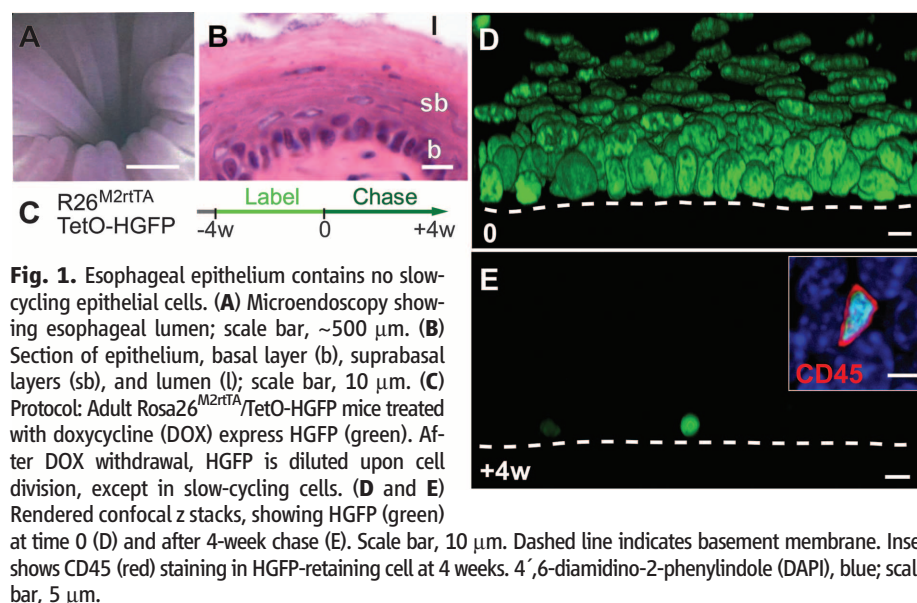 A
B
l
sb
b
C R26M2rtTA
TetO-HGFP
Label Chase
-4w 0 +4w
D
0
E
CD45
+4w
Fig. 1. Esophageal epithelium contains no slow-
cycling epithelial cells. (A) Microendoscopy show-
ing esophageal lumen; scale bar, ~500 μm. (B)
Section of epithelium, basal layer (b), suprabasal
layers (sb), and lumen (l); scale bar, 10 μm. (C)
Protocol: Adult Rosa26M2rtTA/TetO-HGFP mice treated
with doxycycline (DOX) express HGFP (green). Af-
ter DOX withdrawal, HGFP is diluted upon cell
division, except in slow-cycling cells. (D and E)
Rendered confocal z stacks, showing HGFP (green)
at time 0 (D) and after 4-week chase (E). Scale bar, 10 μm. Dashed line indicates basement membrane. Inse
shows CD45 (red) staining in HGFP-retaining cell at 4 weeks. 4´,6-diamidino-2-phenylindole (DAPI), blue; scal
bar, 5 μm.